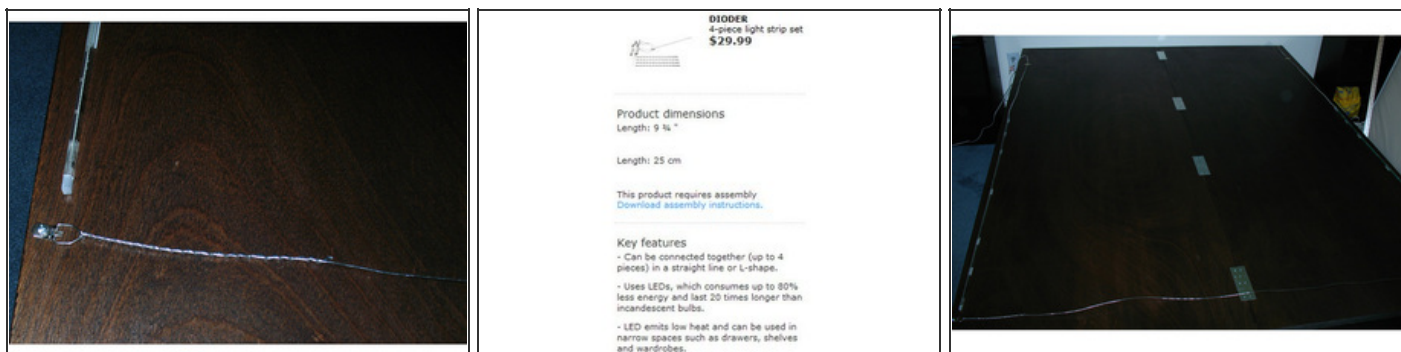 DIODER
4-piece light strip set
$29.99
Product dimensions
Length: 9 ¾ "
Length: 25 cm
This product requires assembly
Download assembly instructions.
Key features
- Can be connected together (up to 4
pieces) in a straight line or L-shape.
- Uses LEDs, which consumes up to 80%
less energy and last 20 times longer than
incandescent bulbs.
- LED emits low heat and can be used in
narrow spaces such as drawers, shelves
and wardrobes.